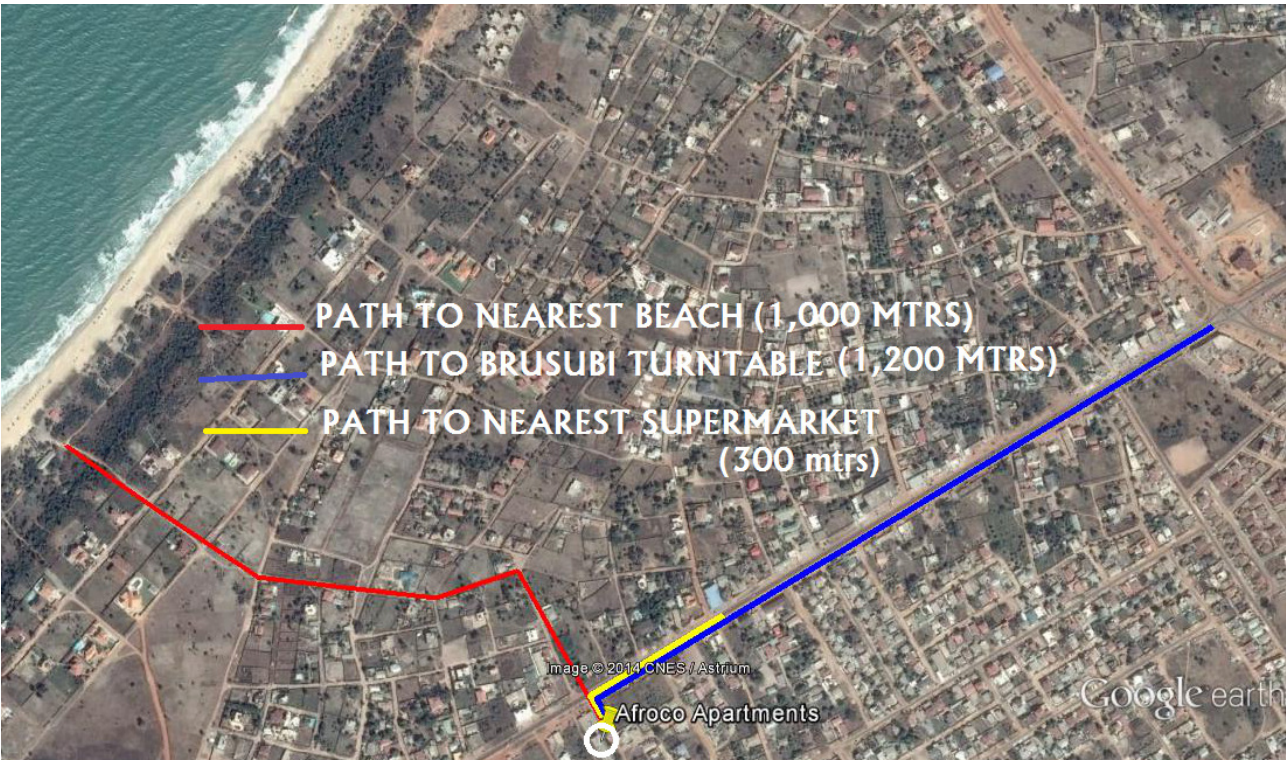 PATH TO NEAREST BEACH (1,000 MTRS)
PATH TO BRUSUBI TURNTABLE (1,200 MTRS)
PATH TO NEAREST SUPERMARKET
(300 mtrs)
Image © 2014 CNES / Astrium
Google earth
Afroco Apartments